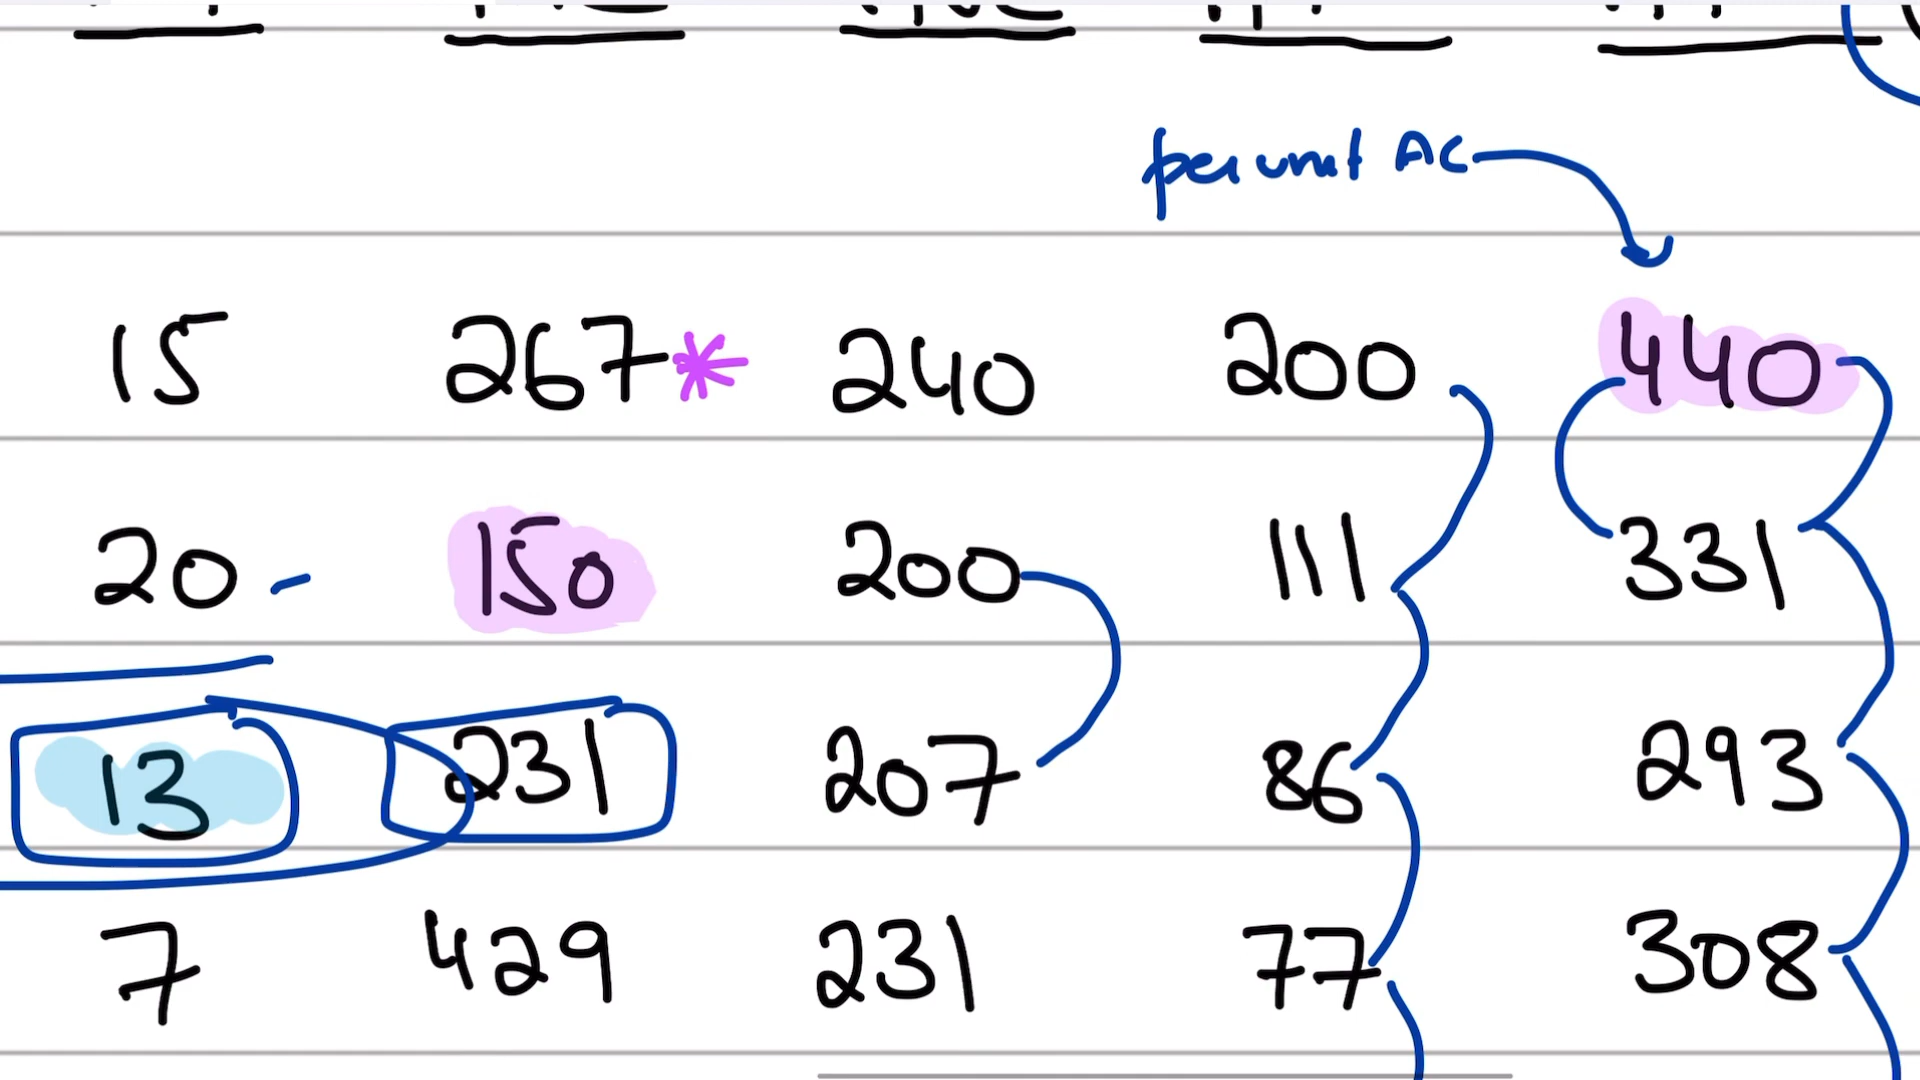 per unit AC
15 267* 240 200 440
20 - 150 200 111 331
13 231 207 86 293
7 429 231 77 308